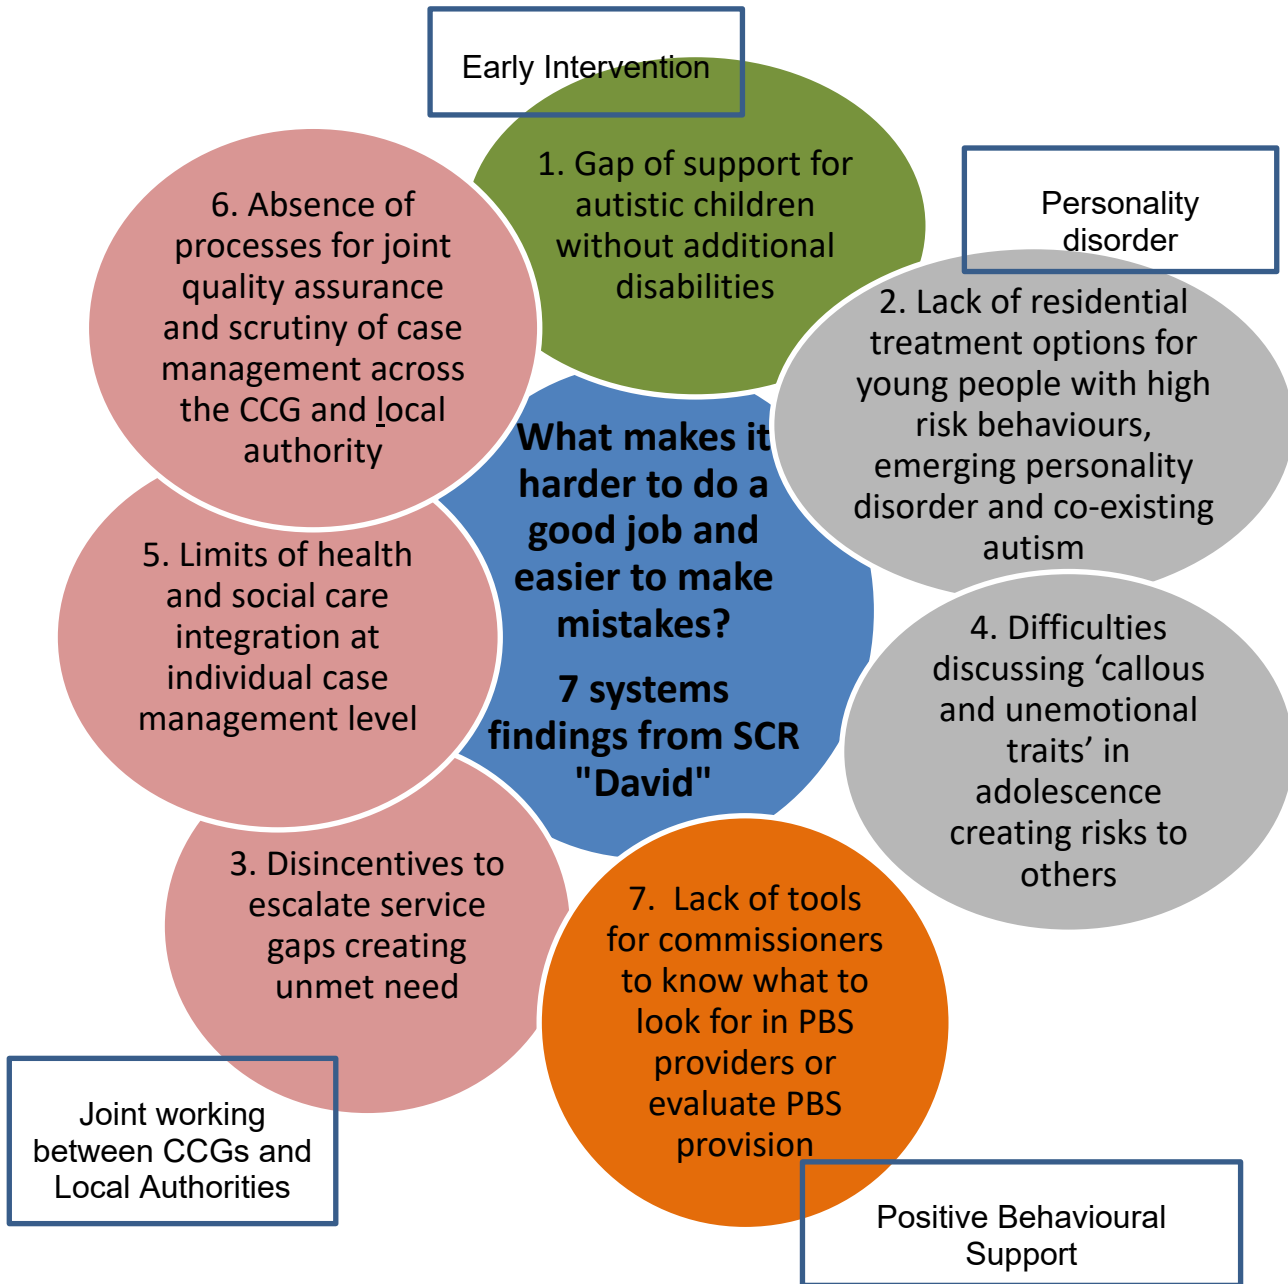 Early Intervention
1. Gap of support for
autistic children
without additional
disabilities
6. Absence of
processes for joint
quality assurance
and scrutiny of case
management across
the CCG and local
authority
Personality
disorder
2. Lack of residential
treatment options for
young people with high
risk behaviours,
emerging personality
disorder and co-existing
autism
What makes it
harder to do a
good job and
easier to make
mistakes?
7 systems
findings from SCR
"David"
5. Limits of health
and social care
integration at
individual case
management level
4. Difficulties
discussing ‘callous
and unemotional
traits’ in
adolescence
creating risks to
others
3. Disincentives to
escalate service
gaps creating
unmet need
7. Lack of tools
for commissioners
to know what to
look for in PBS
providers or
evaluate PBS
provision
Joint working
between CCGs and
Local Authorities
Positive Behavioural
Support